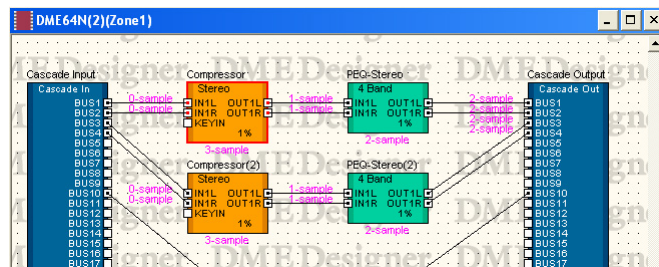 DME64N(2)(Zone1)
DME Designer DME Designer
Cascade Input
Compressor
PEQ-Stereo
Cascade Output
Cascade In
Stereo
4 Band
Cascade Out
BUS1
BUS2
BUS3
BUS4
BUS5
BUS6
BUS7
BUS8
BUS9
BUS10
BUS11
BUS12
BUS13
BUS14
BUS15
BUS16
BUS17
0-sample
0-sample
IN1L OUT1L
IN1R OUT1R
KEYIN
1%
3-sample
1-sample
1-sample
IN1L OUT1L
IN1R OUT1R
1%
2-sample
2-sample
2-sample
2-sample
2-sample
Compressor(2)
Stereo
0-sample
0-sample
IN1L OUT1L
IN1R OUT1R
KEYIN
1%
3-sample
1-sample
1-sample
PEQ-Stereo(2)
4 Band
IN1L OUT1L
IN1R OUT1R
1%
2-sample
BUS1
BUS2
BUS3
BUS4
BUS5
BUS6
BUS7
BUS8
BUS9
BUS10
BUS11
BUS12
BUS13
BUS14
BUS15
BUS16
BUS17